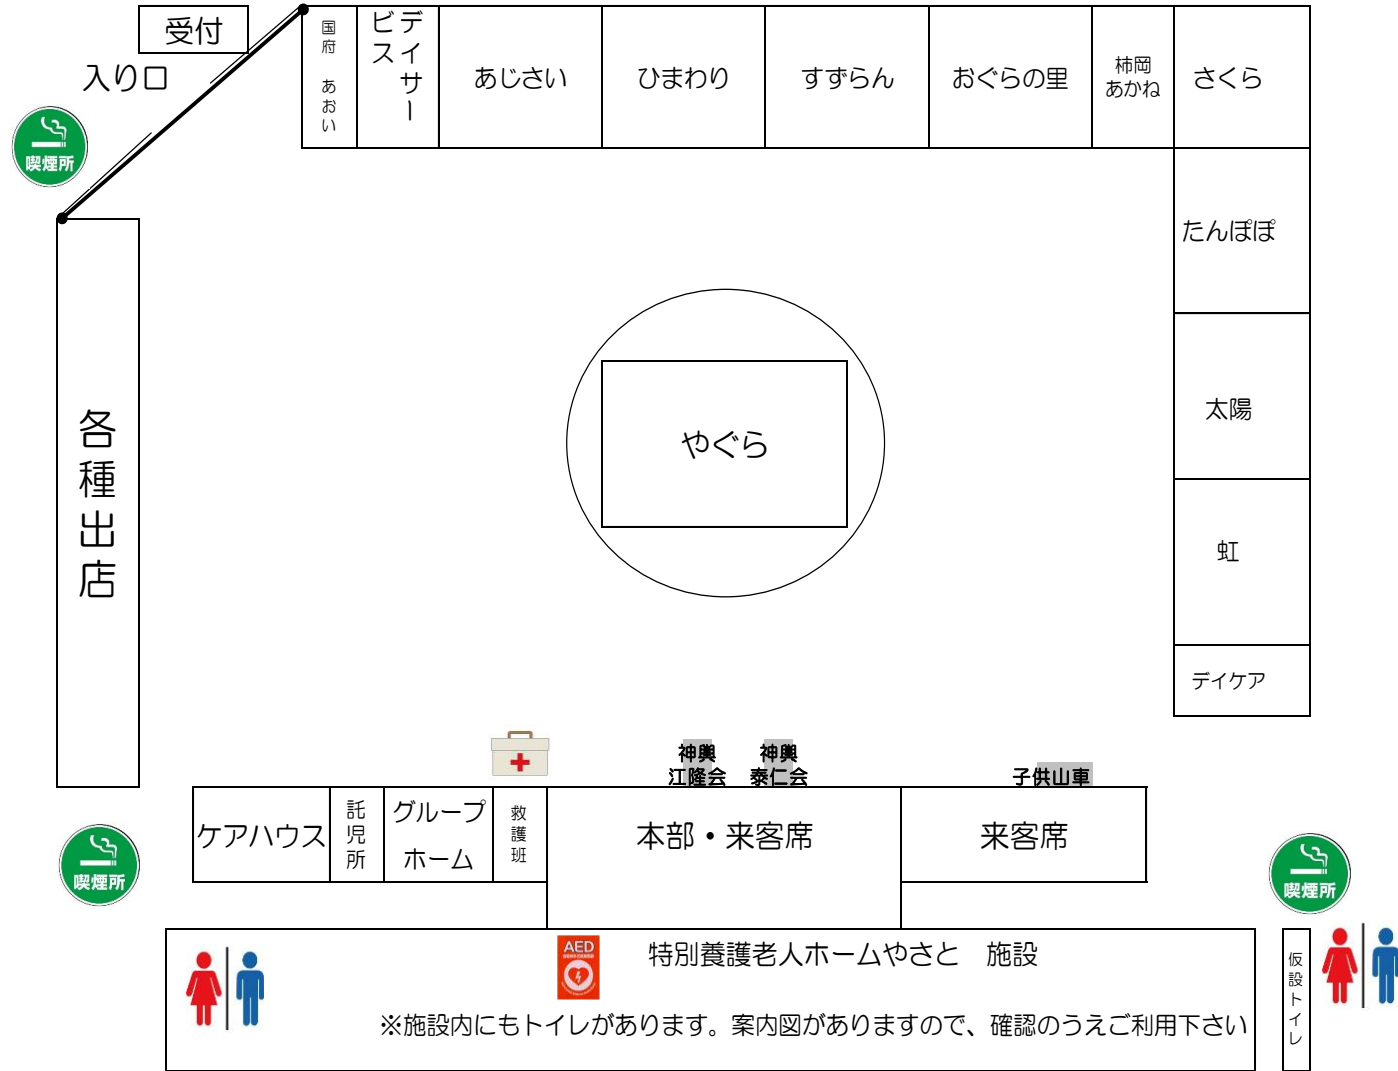 受付
入り口
喫煙所
国府 あおい
デイサービス
あじさい
ひまわり
すずらん
おぐらの里
柿岡
あかね
さくら
たんぽぽ
太陽
虹
デイケア
各種出店
やぐら
神輿
江隆会
神輿
泰仁会
子供山車
ケアハウス
託児所
グループ
ホーム
救護班
本部・来客席
来客席
喫煙所
喫煙所
AED
特別養護老人ホームやさと 施設
※施設内にもトイレがあります。案内図がありますので、確認のうえご利用下さい
仮設トイレ